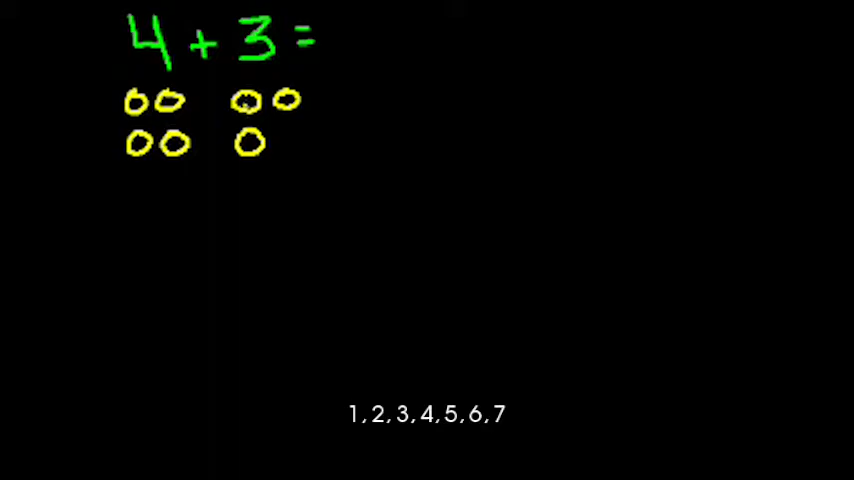 4 + 3 =
1,2,3,4,5,6,7